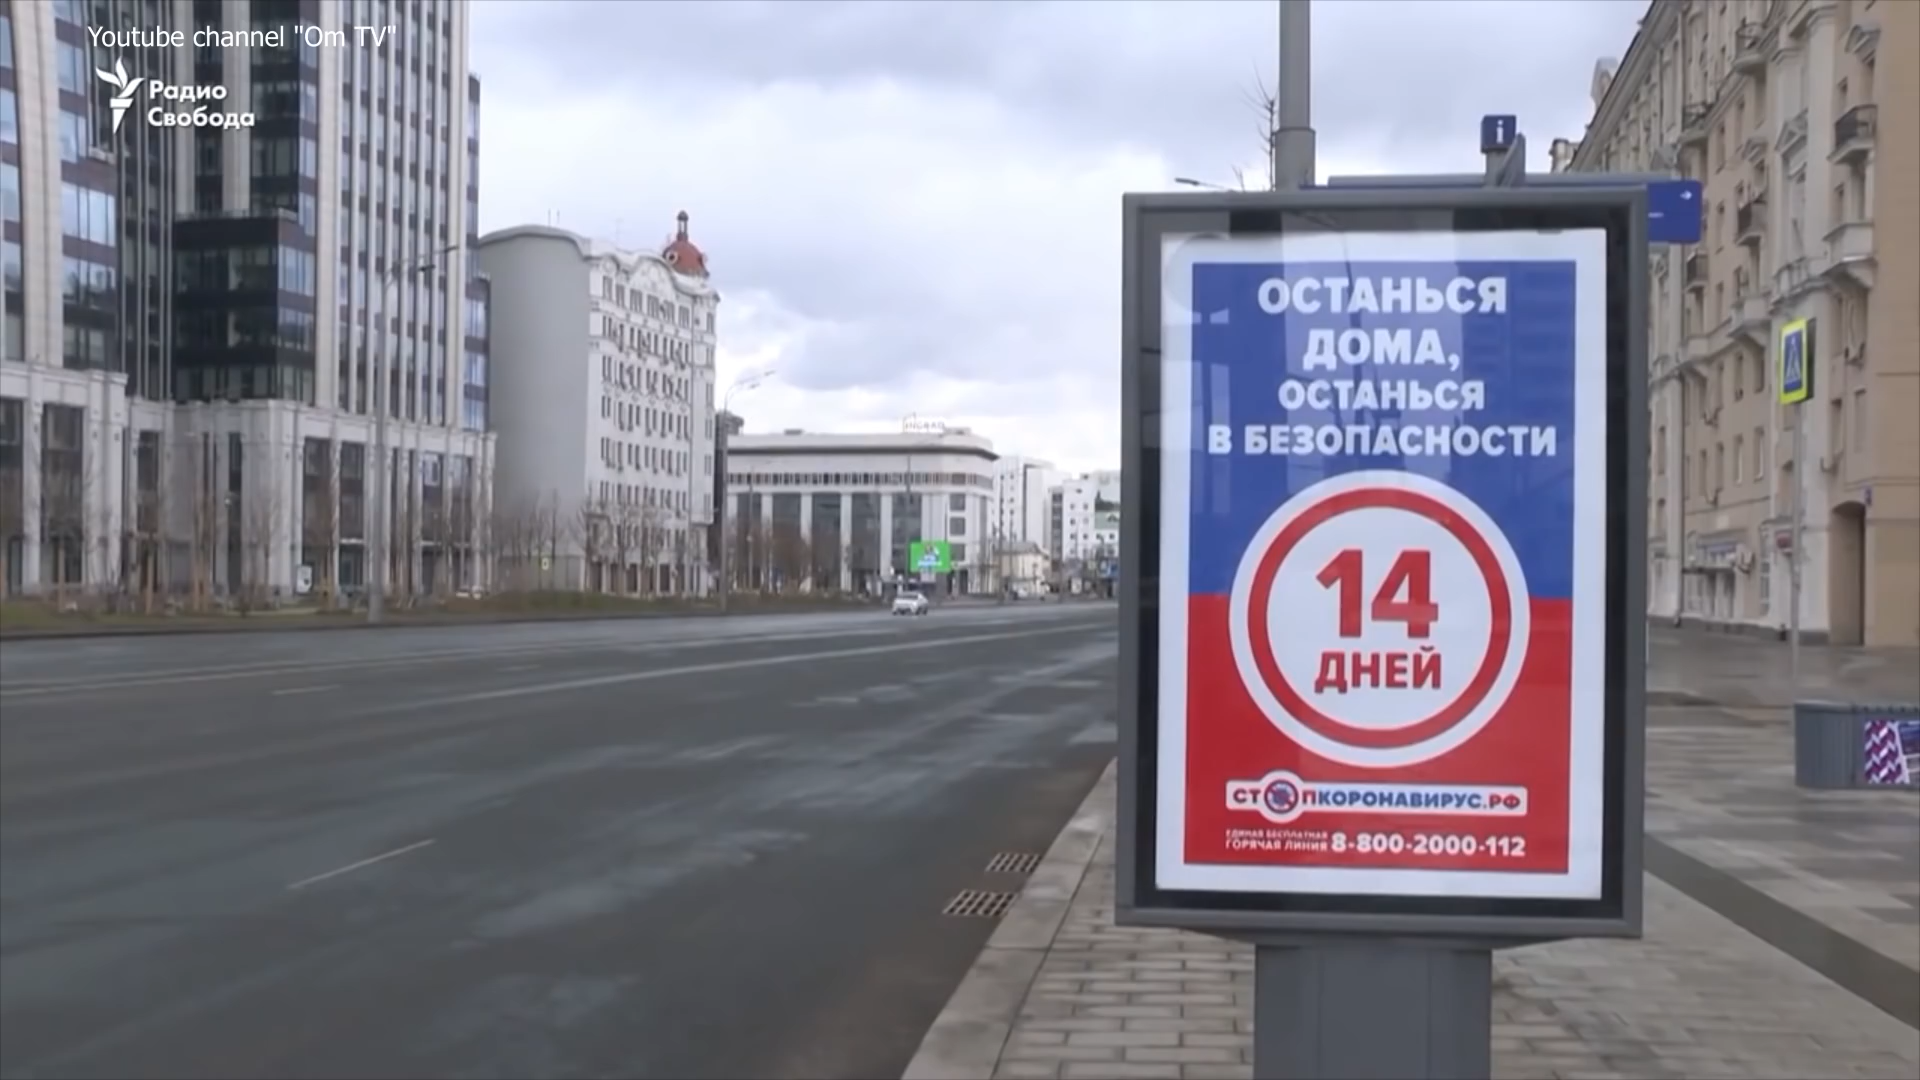 Youtube channel "Om TV"
Радио
Свобода
i
INGRAD
ОСТАНЬСЯ
ДОМА,
ОСТАНЬСЯ
В БЕЗОПАСНОСТИ
14
ДНЕЙ
СТОПКОРОНАВИРУС.РФ
ЕДИНАЯ БЕСПЛАТНАЯ
ГОРЯЧАЯ ЛИНИЯ 8-800-2000-112